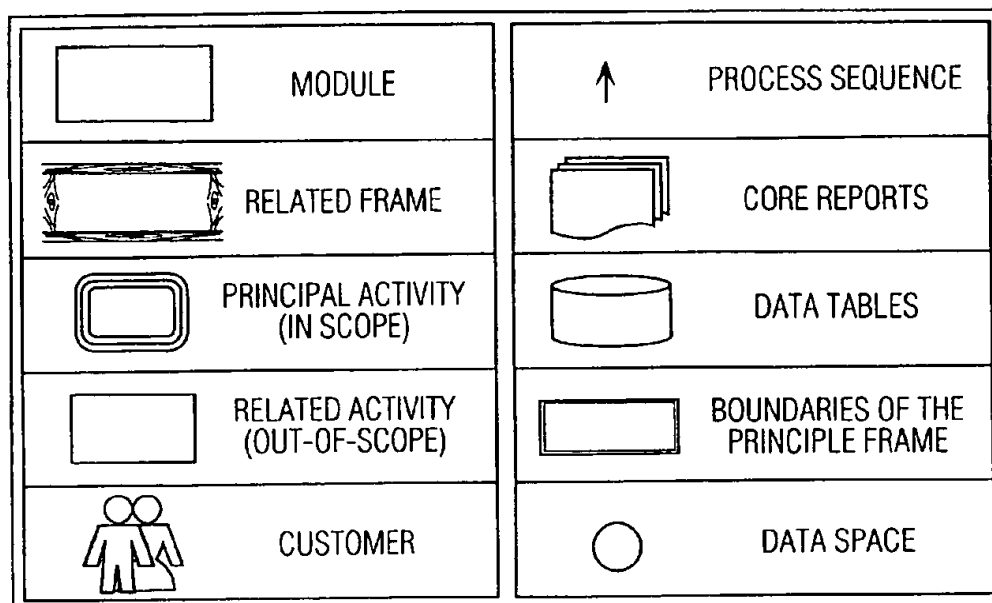 MODULE
RELATED FRAME
PRINCIPAL ACTIVITY
(IN SCOPE)
RELATED ACTIVITY
(OUT-OF-SCOPE)
CUSTOMER
PROCESS SEQUENCE
CORE REPORTS
DATA TABLES
BOUNDARIES OF THE
PRINCIPLE FRAME
DATA SPACE